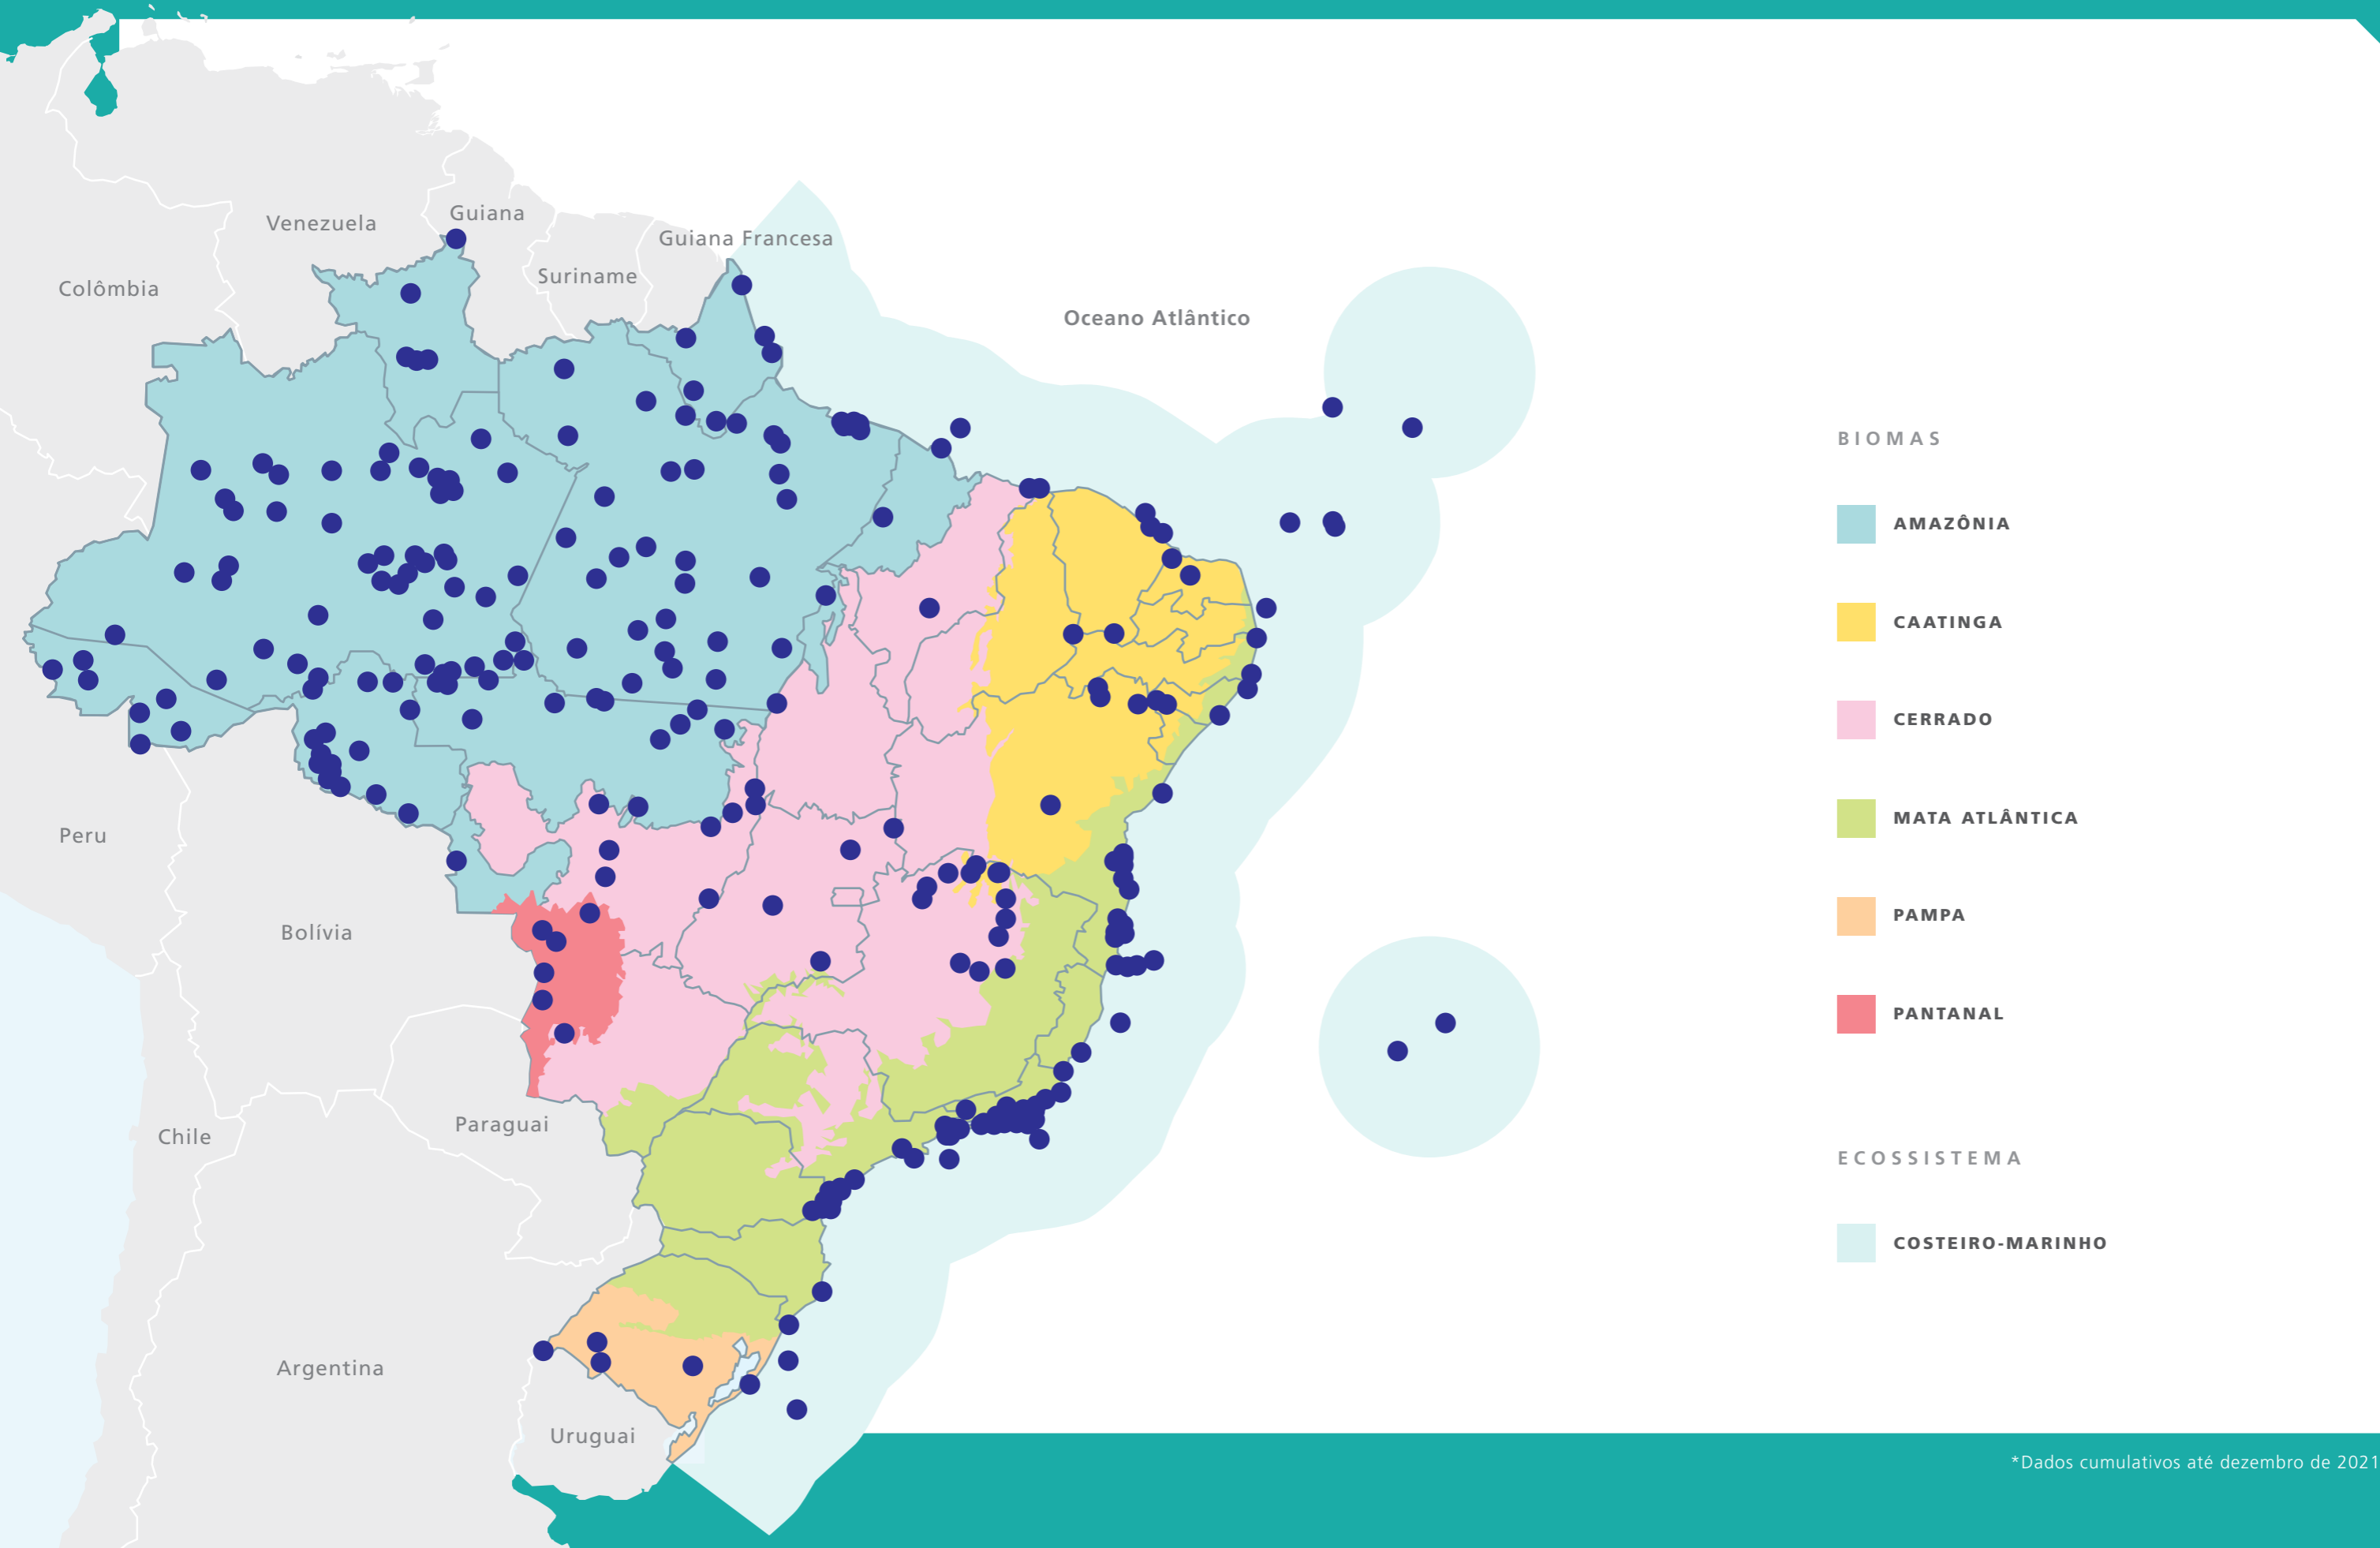 Venezuela
Guiana
Guiana Francesa
Suriname
Colômbia
Oceano Atlântico
Peru
Bolívia
Paraguai
Chile
Argentina
Uruguai
BIOMAS
AMAZÔNIA
CAATINGA
CERRADO
MATA ATLÂNTICA
PAMPA
PANTANAL
ECOSSISTEMA
COSTEIRO-MARINHO
*Dados cumulativos até dezembro de 2021